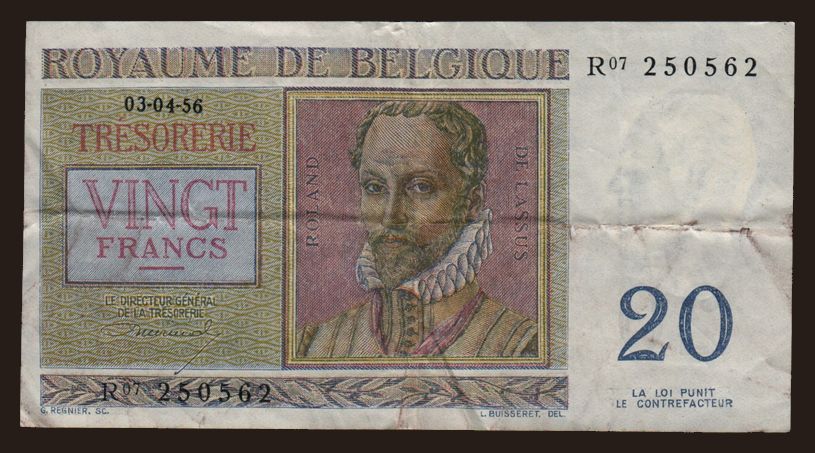 ROYAUME DE BELGIQUE
R07 250562
03-04-56
TRÉSORERIE
VINGT
FRANCS
ROLAND
DE LASSUS
LE DIRECTEUR GÉNÉRAL
DE LA TRÉSORERIE
20
LA LOI PUNIT
LE CONTREFACTEUR
R07 250562
G. REGNIER, SC.
L. BUISSERET. DEL.